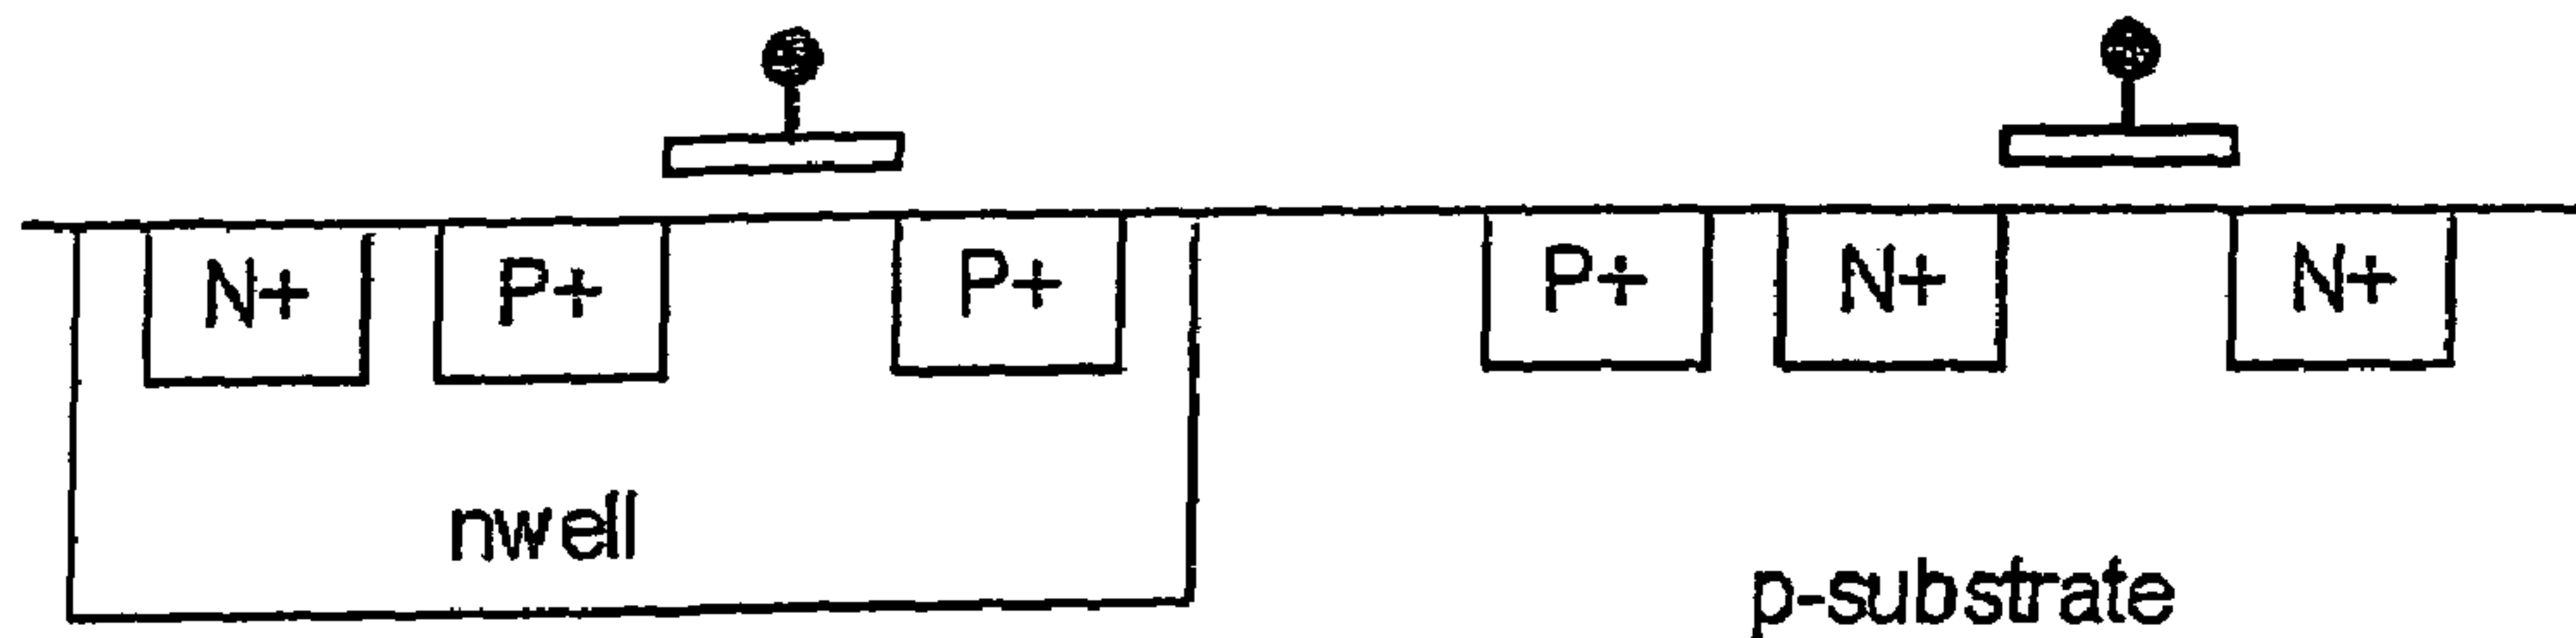 N+ P+ P+ P+ N+ N+
nwell
p-substrate